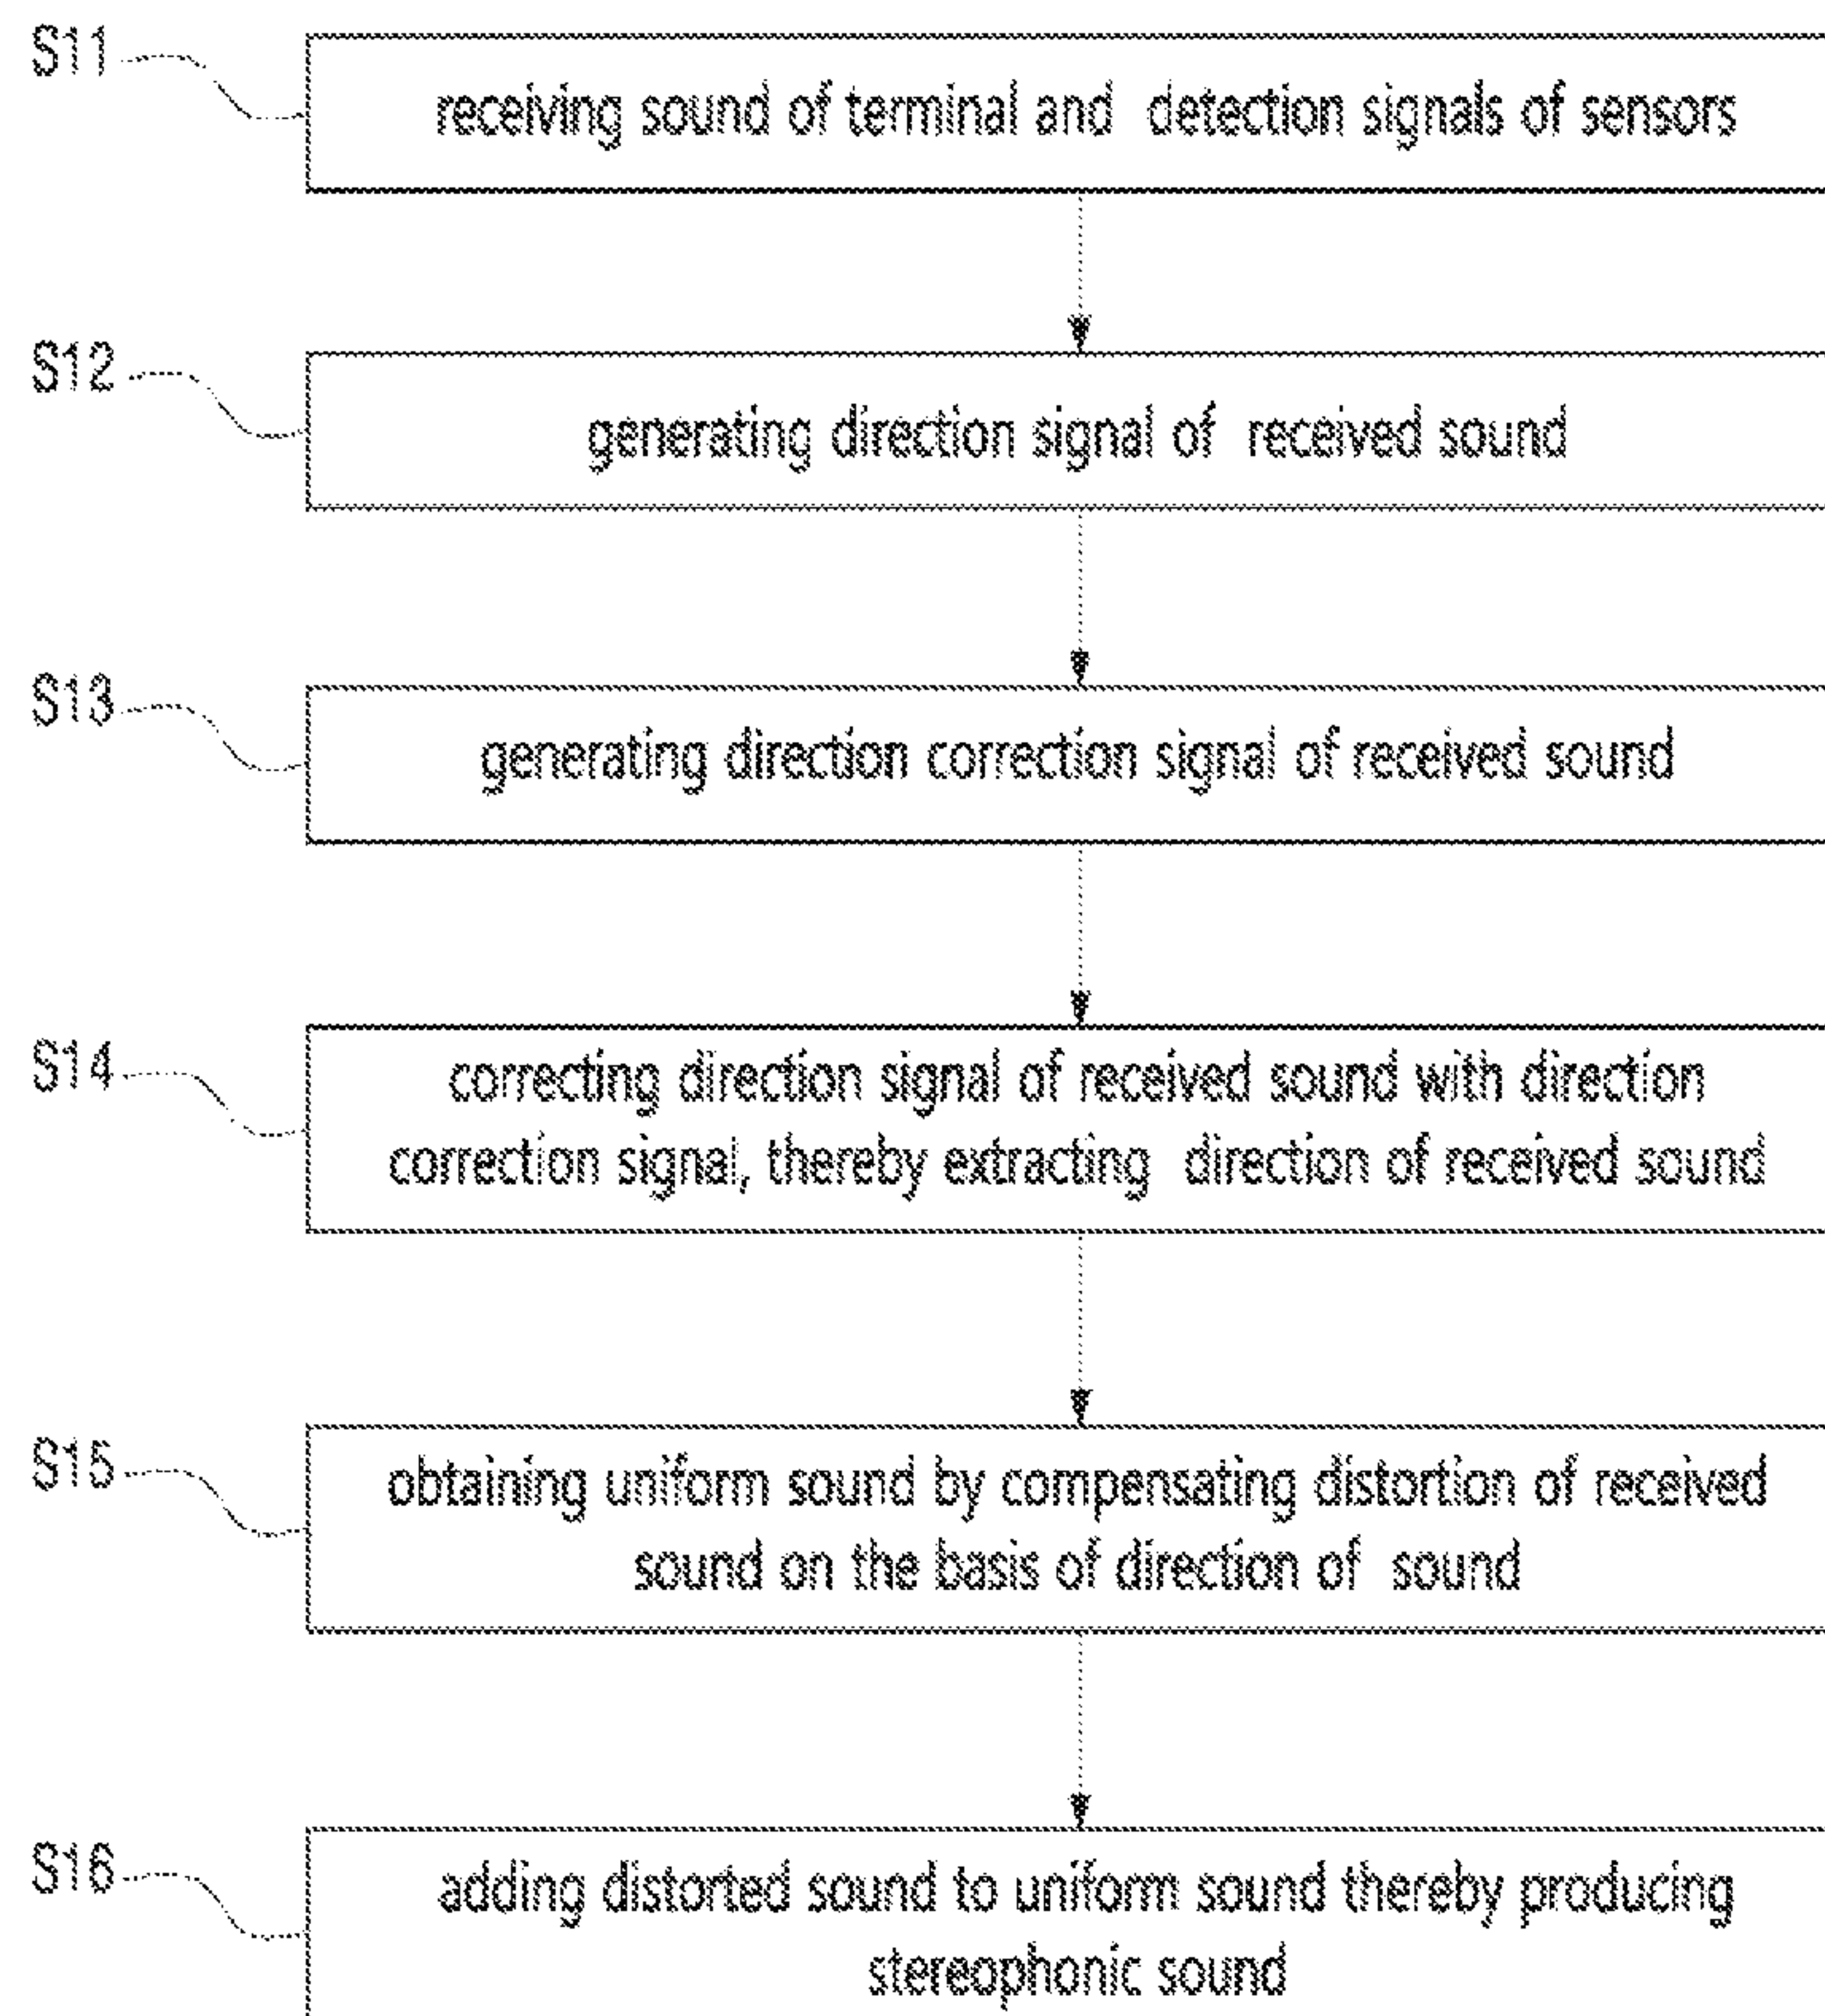 S11
receiving sound of terminal and detection signals of sensors
S12
generating direction signal of received sound
S13
generating direction correction signal of received sound
S14
correcting direction signal of received sound with direction
correction signal, thereby extracting direction of received sound
S15
obtaining uniform sound by compensating distortion of received
sound on the basis of direction of sound
S16
adding distorted sound to uniform sound thereby producing
stereophonic sound